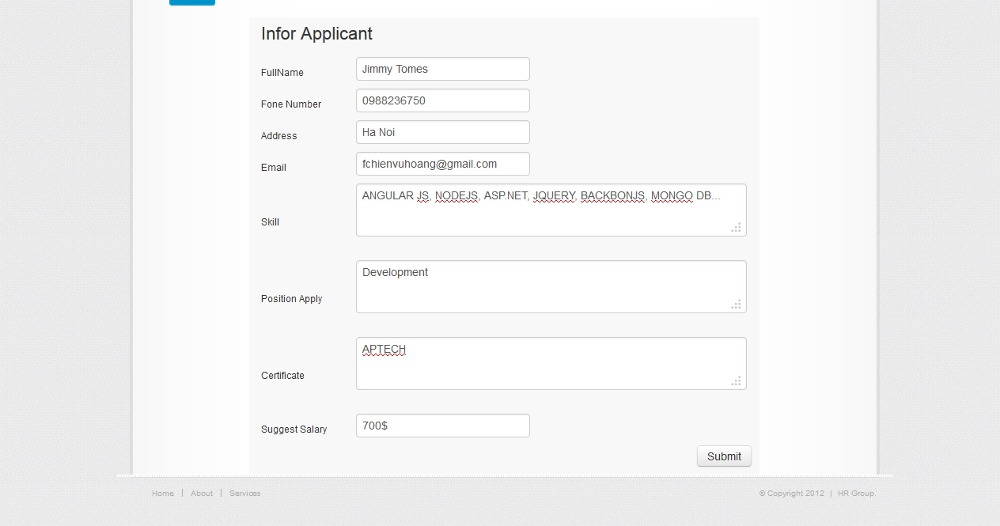 Infor Applicant
FullName Jimmy Tomes
Fone Number 0988236750
Address Ha Noi
Email fchienvuhoang@gmail.com
Skill ANGULAR JS, NODEJS, ASP.NET, JQUERY, BACKBONJS, MONGO DB...
Position Apply Development
Certificate APTECH
Suggest Salary 700$
Submit
Home | About | Services © Copyright 2012 | HR Group.